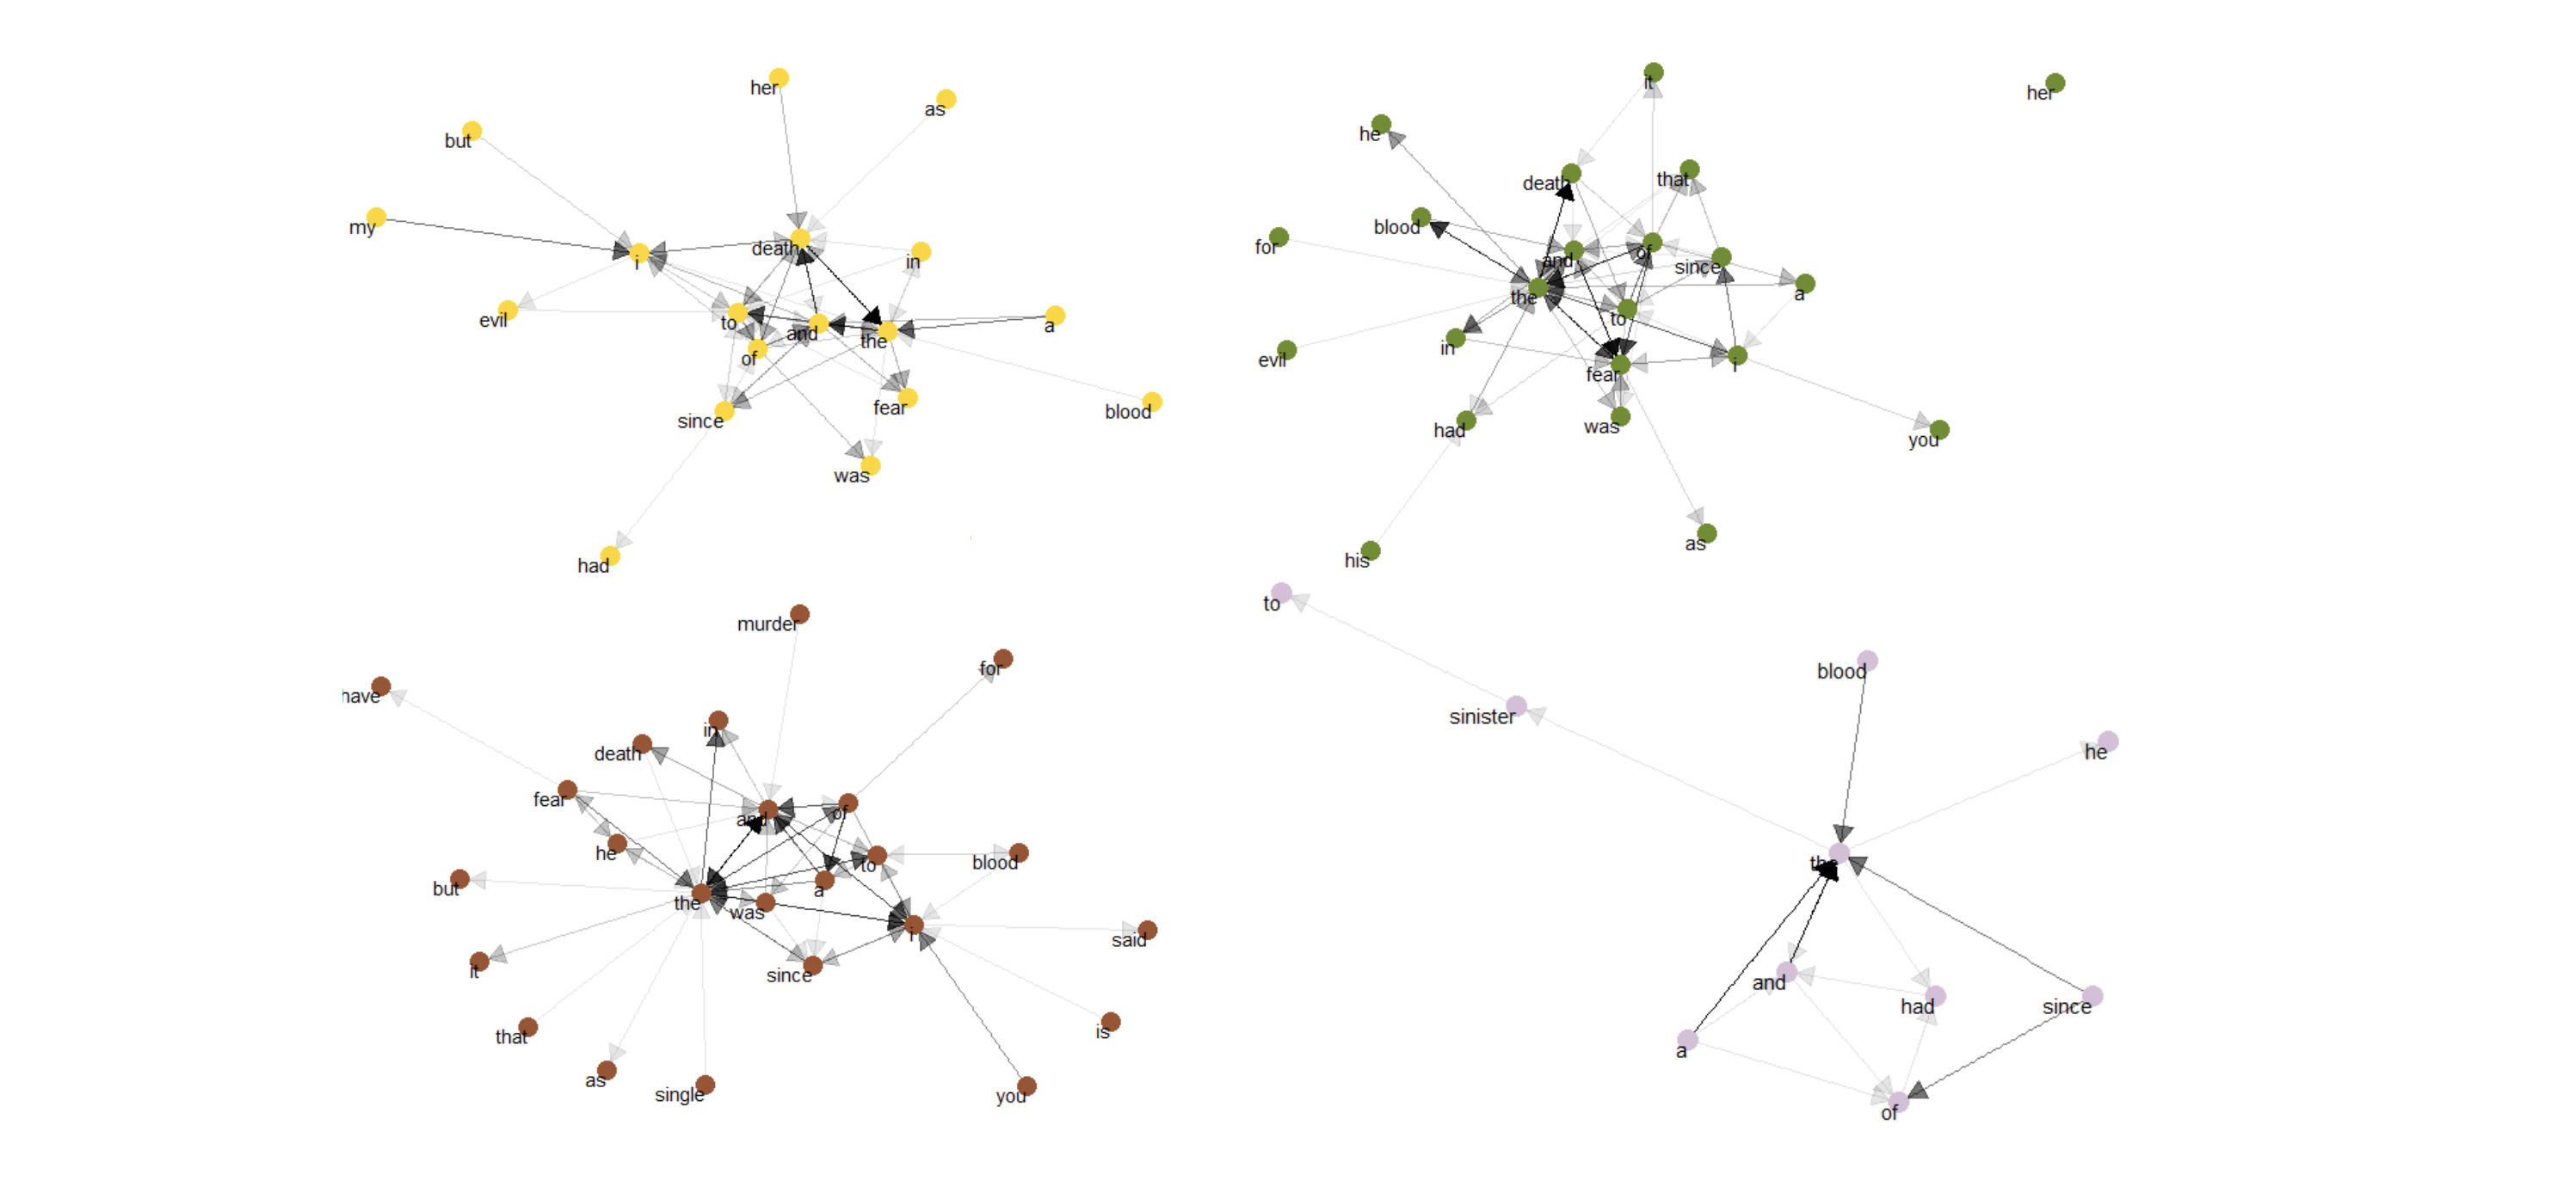 her
as
but
my
death
in
i
evil
to
and
the
a
of
since
fear
blood
was
had
it
her
he
death
that
blood
for
and
of
since
the
a
to
in
evil
fear
i
had
was
you
as
his
murder
for
have
in
death
fear
and
of
he
to
blood
but
the
was
a
i
said
since
it
that
is
as
single
you
to
blood
sinister
he
the
and
had
since
a
of